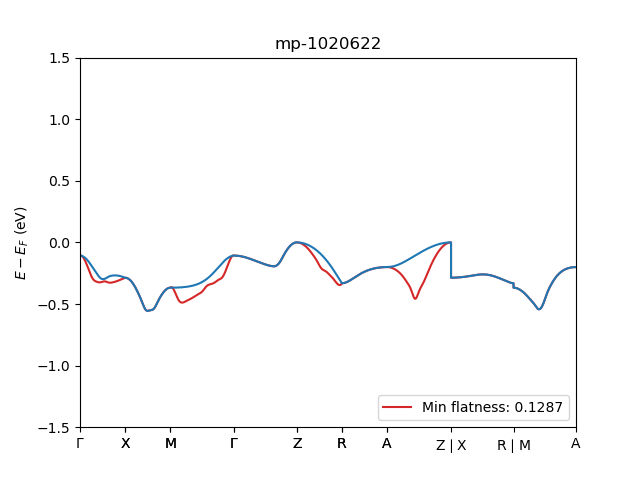 mp-1020622
E − E_F (eV)
1.5
1.0
0.5
0.0
−0.5
−1.0
−1.5
Min flatness: 0.1287
Γ X M Γ Z R A Z | X R | M A